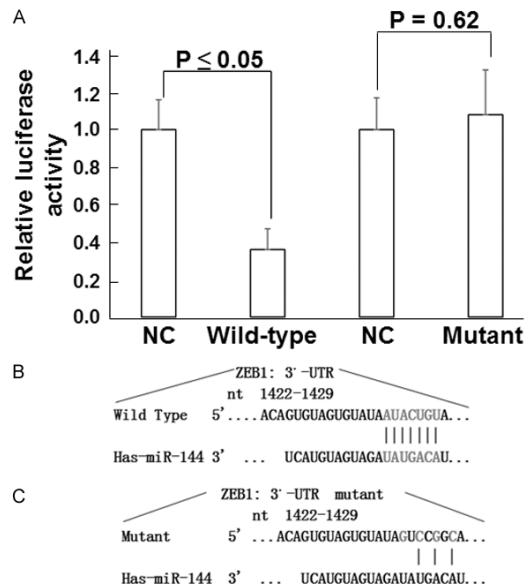 A
P ≤ 0.05
P = 0.62
Relative luciferase activity
1.4
1.2
1.0
0.8
0.6
0.4
0.2
0.0
NC Wild-type NC Mutant
B
ZEB1: 3'-UTR
nt 1422-1429
Wild Type 5' .... ACAGUGUAGUGUAUAAUACUGUA...
Has-miR-144 3' ... UCAUGUAGUAGAUAUGACAU...
C
ZEB1: 3'-UTR mutant
nt 1422-1429
Mutant 5' ...ACAGUGUAGUGUAUAGUCCGGCA...
Has-miR-144 3' ... UCAUGUAGUAGAUAUGACAU...